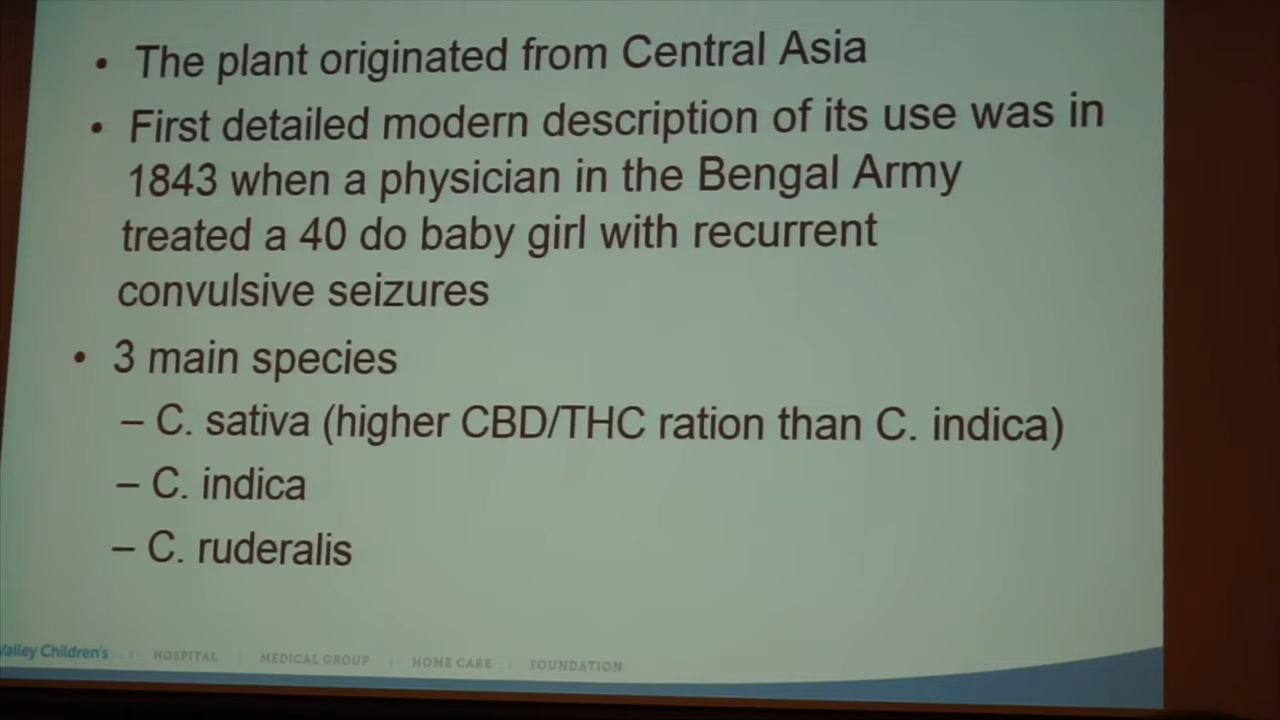 • The plant originated from Central Asia
• First detailed modern description of its use was in
1843 when a physician in the Bengal Army
treated a 40 do baby girl with recurrent
convulsive seizures
• 3 main species
– C. sativa (higher CBD/THC ration than C. indica)
– C. indica
– C. ruderalis
Valley Children's | HOSPITAL | MEDICAL GROUP | HOME CARE | FOUNDATION